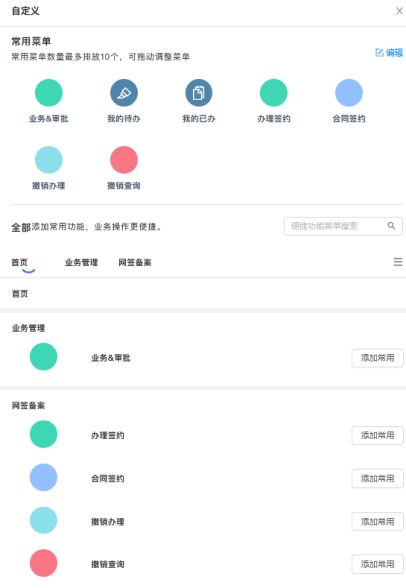 自定义
常用菜单
常用菜单数量最多排放10个，可拖动调整菜单
编辑
业务&审批 我的待办 我的已办 办理签约 合同签约
撤销办理 撤销查询
全部添加常用功能，业务操作更便捷。
便捷功能菜单搜索
首页 业务管理 网签备案
首页
业务管理
业务&审批 添加常用
网签备案
办理签约 添加常用
合同签约 添加常用
撤销办理 添加常用
撤销查询 添加常用